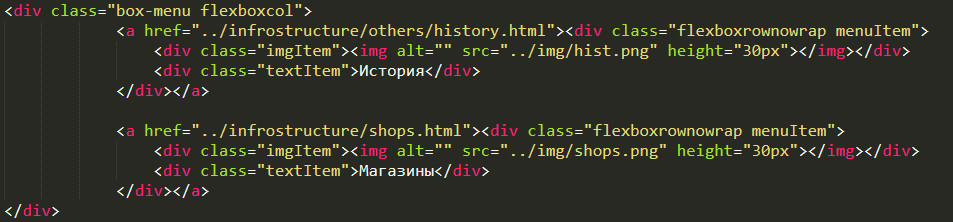 <div class="box-menu flexboxcol">
<a href="../infrostructure/others/history.html"><div class="flexboxrownowrap menuItem">
<div class="imgItem"><img alt="" src="../img/hist.png" height="30px"></img></div>
<div class="textItem">История</div>
</div></a>
<a href="../infrostructure/shops.html"><div class="flexboxrownowrap menuItem">
<div class="imgItem"><img alt="" src="../img/shops.png" height="30px"></img></div>
<div class="textItem">Магазины</div>
</div></a>
</div>